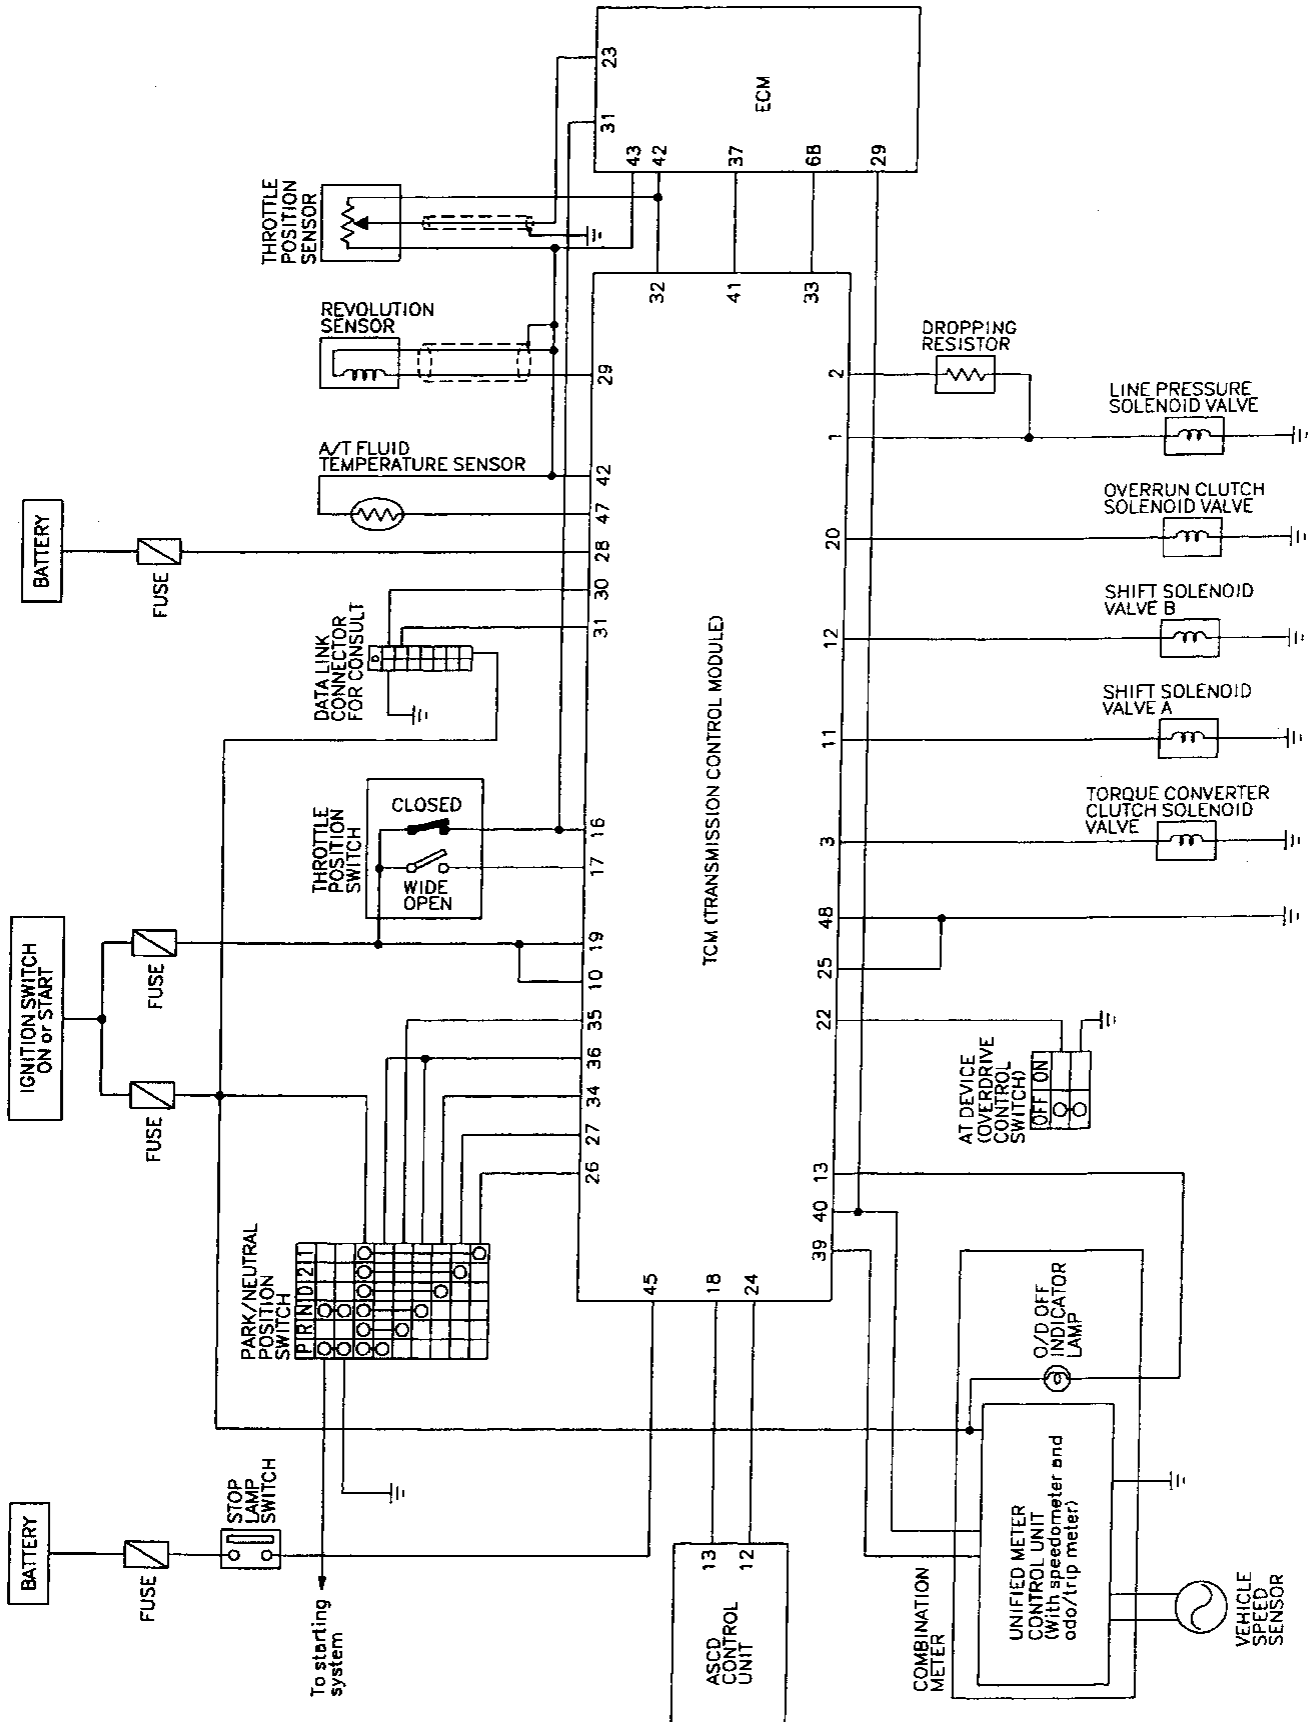 ECM
23
31
43
42
37
68
29
THROTTLE
POSITION
SENSOR
32
41
33
REVOLUTION
SENSOR
29
2
1
DROPPING
RESISTOR
LINE PRESSURE
SOLENOID VALVE
A/T FLUID
TEMPERATURE SENSOR
42
47
28
30
31
BATTERY
FUSE
OVERRUN CLUTCH
SOLENOID VALVE
20
DATA LINK
CONNECTOR
FOR CONSULT
SHIFT SOLENOID
VALVE B
12
TCM (TRANSMISSION CONTROL MODULE)
SHIFT SOLENOID
VALVE A
11
THROTTLE
POSITION
SWITCH
CLOSED
WIDE
OPEN
16
17
TORQUE CONVERTER
CLUTCH SOLENOID
VALVE
3
48
25
22
IGNITION SWITCH
ON or START
FUSE
FUSE
19
10
35
36
34
27
26
AT DEVICE
(OVERDRIVE
CONTROL
SWITCH)
OFF ON
13
40
39
PARK/NEUTRAL
POSITION
SWITCH
P R N D 2 1
45
18
24
O/D OFF
INDICATOR
LAMP
BATTERY
FUSE
STOP
LAMP
SWITCH
To starting
system
13
12
ASCD
CONTROL
UNIT
COMBINATION
METER
UNIFIED METER
CONTROL UNIT
(With speedometer and
odo/trip meter)
VEHICLE
SPEED
SENSOR